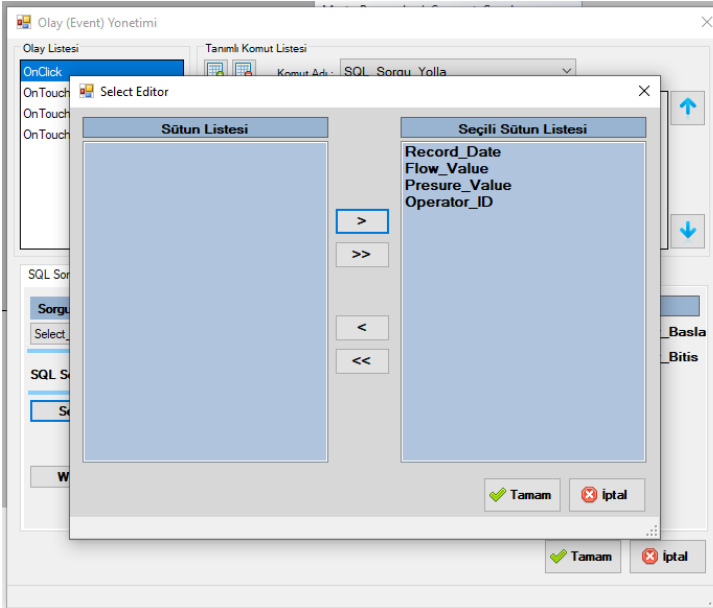 Olay (Event) Yonetimi
Olay Listesi
Tanımlı Komut Listesi
OnClick
Komut Adı : SQL_Sorgu_Yolla
OnTouch
OnTouch
OnTouch
Select Editor
Sütun Listesi
Seçili Sütun Listesi
Record_Date
Flow_Value
Presure_Value
Operator_ID
>
>>
<
<<
SQL Sor
Sorgu
Select_
SQL S
Se
W
_Basla
_Bitis
Tamam
İptal
Tamam
İptal